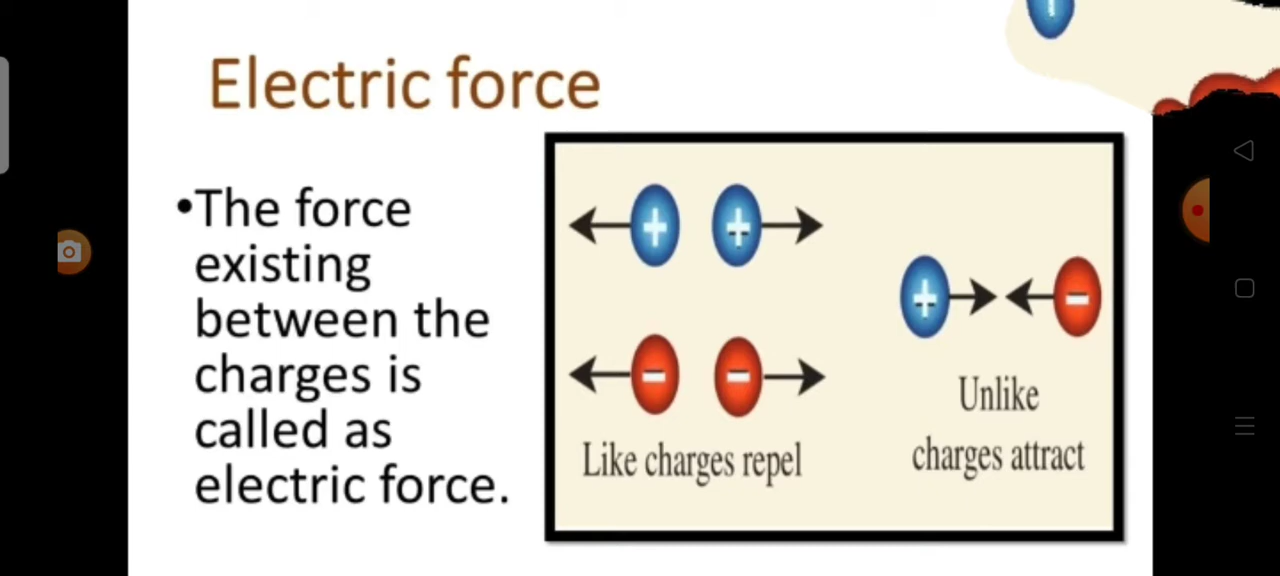 Electric force
•The force
existing
between the
charges is
called as
electric force.
+ +
- -
Like charges repel
+ -
Unlike
charges attract